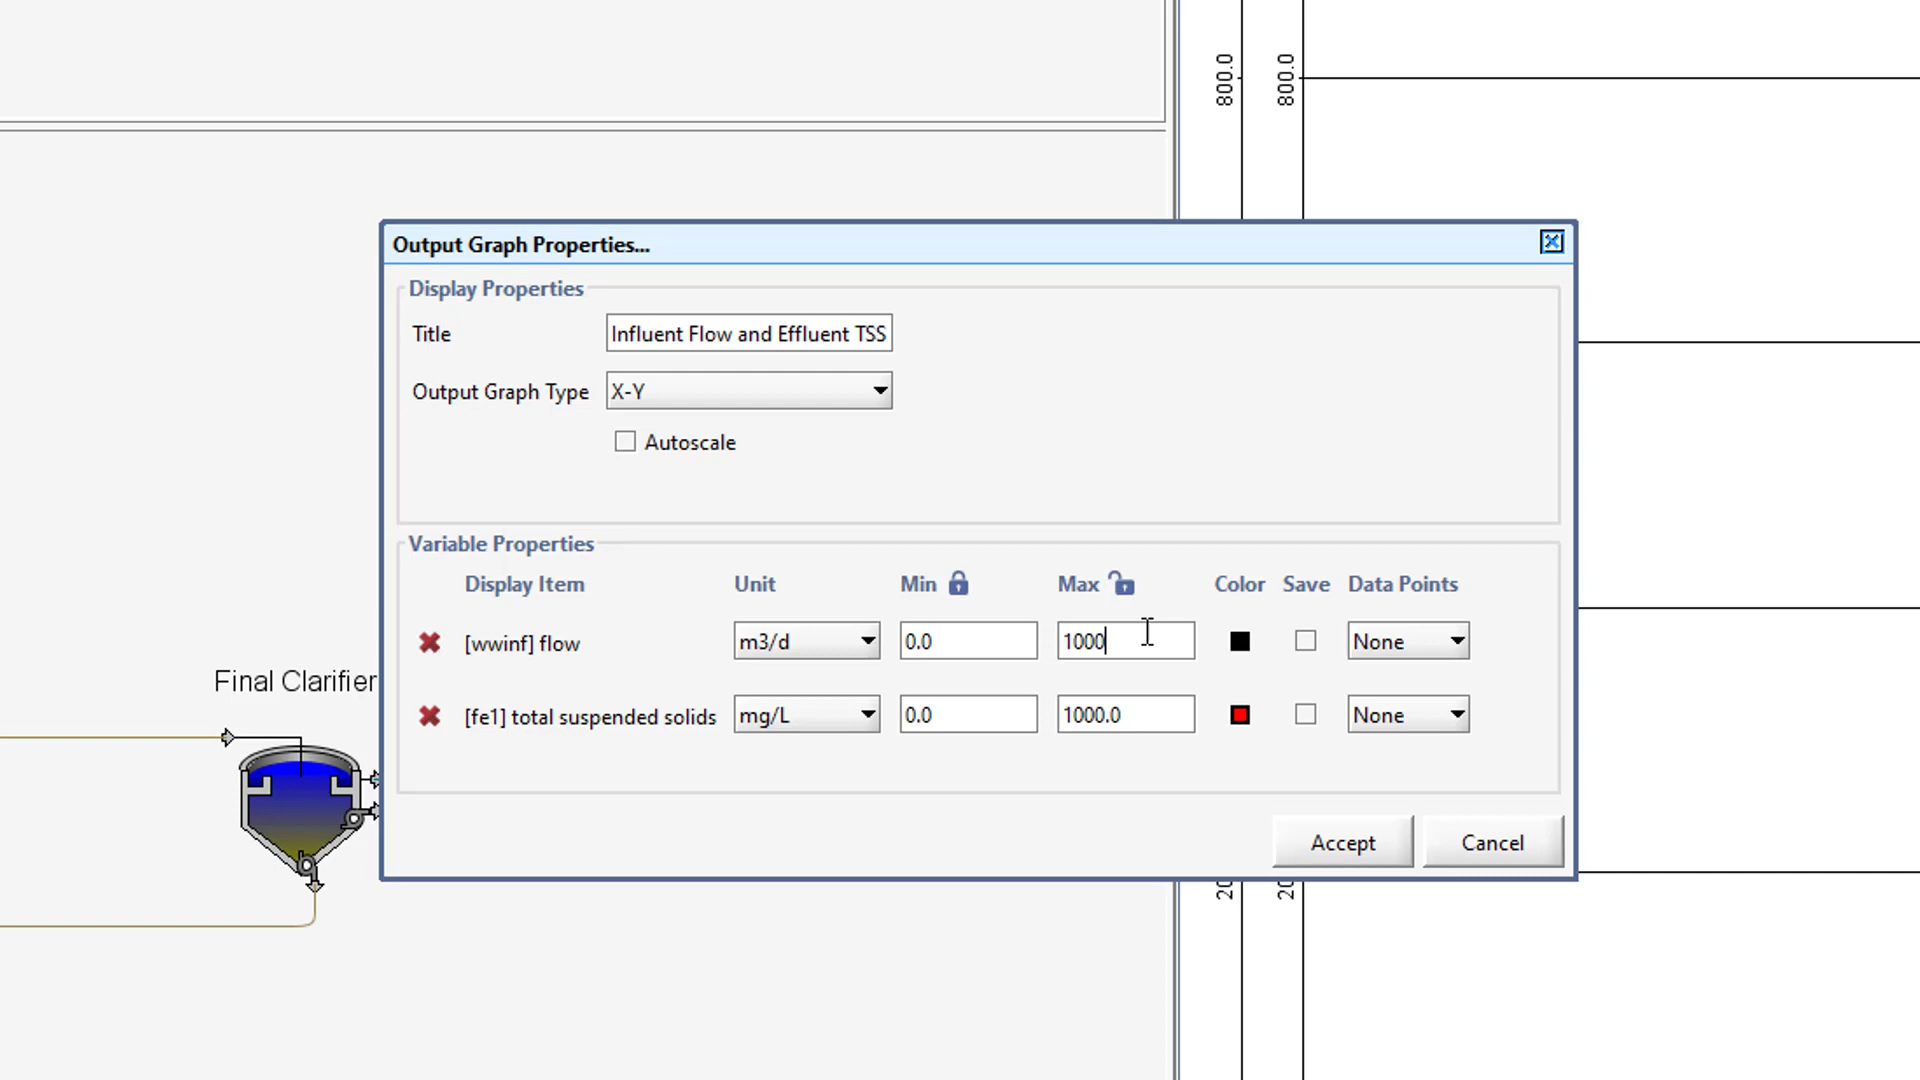 800.0
800.0
Output Graph Properties...
Display Properties
Title
Influent Flow and Effluent TSS
Output Graph Type
X-Y
Autoscale
Variable Properties
Display Item Unit Min Max Color Save Data Points
[wwinf] flow m3/d 0.0 1000 None
Final Clarifier
[fe1] total suspended solids mg/L 0.0 1000.0 None
Accept Cancel
20
20